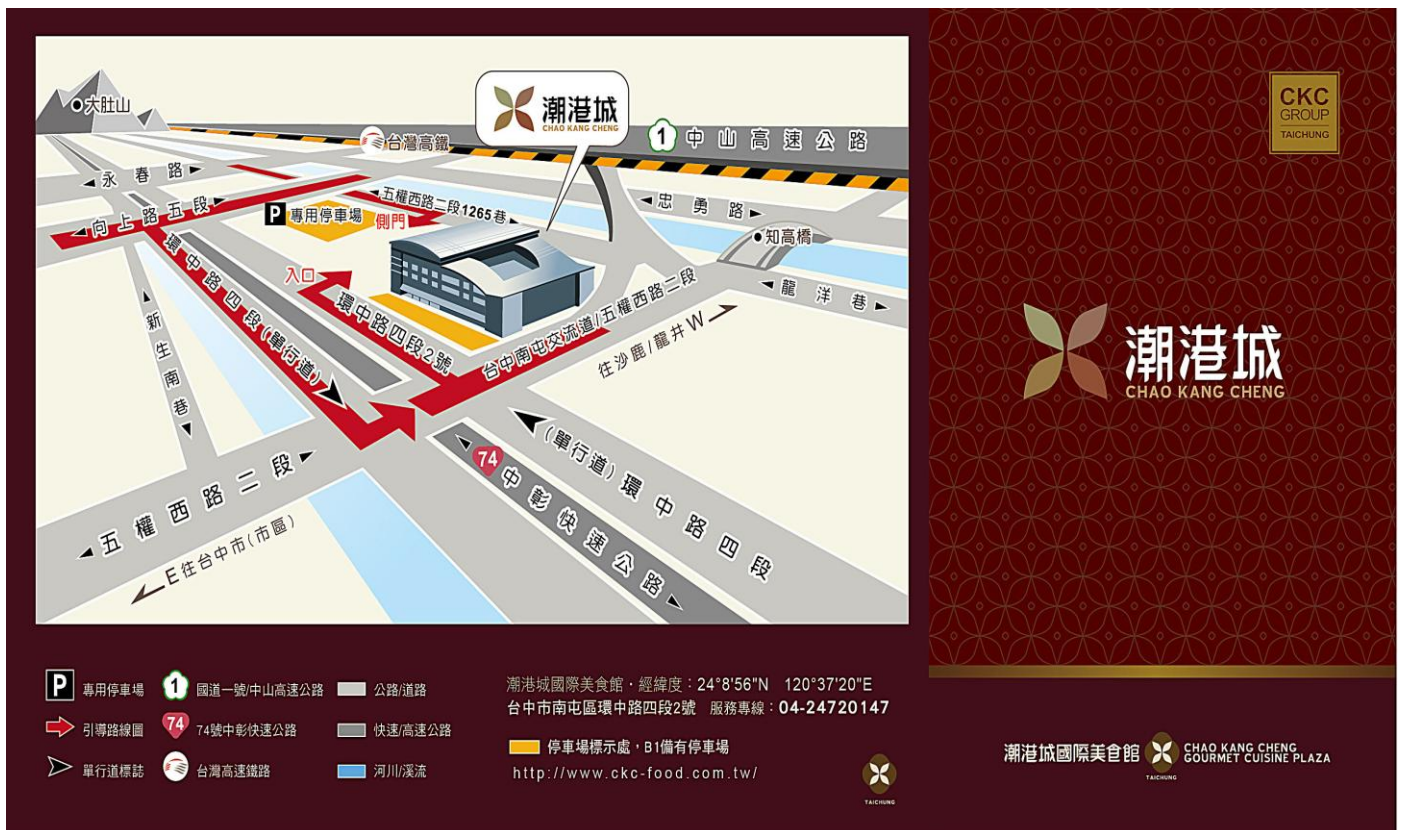 大肚山
台灣高鐵
潮港城
CHAO KANG CHENG
1 中山高速公路
永春路
向上路五段
P 專用停車場
側門
五權西路二段1265巷
忠勇路
知高橋
龍洋巷
入口
環中路四段2號
環中路四段(單行道)
新生南巷
台中南屯交流道/五權西路二段
往沙鹿/龍井W
(單行道)環中路四段
74 中彰快速公路
五權西路二段
E往台中市(市區)
P 專用停車場
1 國道一號/中山高速公路
公路/道路
引導路線圖
74 74號中彰快速公路
快速/高速公路
單行道標誌
台灣高速鐵路
河川/溪流
潮港城國際美食館・經緯度：24°8'56"N 120°37'20"E
台中市南屯區環中路四段2號 服務專線：04-24720147
停車場標示處，B1備有停車場
http://www.ckc-food.com.tw/
TAICHUNG
CKC
GROUP
TAICHUNG
潮港城
CHAO KANG CHENG
潮港城國際美食館
TAICHUNG
CHAO KANG CHENG
GOURMET CUISINE PLAZA